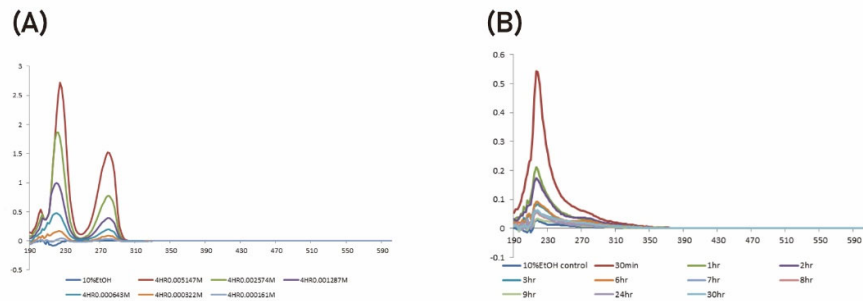 (A)
3
2.5
2
1.5
1
0.5
0
-0.5
190 230 270 310 350 390 430 470 510 550 590
10%EtOH 4HR0.005147M 4HR0.002574M 4HR0.001287M
4HR0.000643M 4HR0.000322M 4HR0.000161M
(B)
0.6
0.5
0.4
0.3
0.2
0.1
0
-0.1
190 230 270 310 350 390 430 470 510 550 590
10%EtOH control 30min 1hr 2hr
3hr 6hr 7hr 8hr
9hr 24hr 30hr